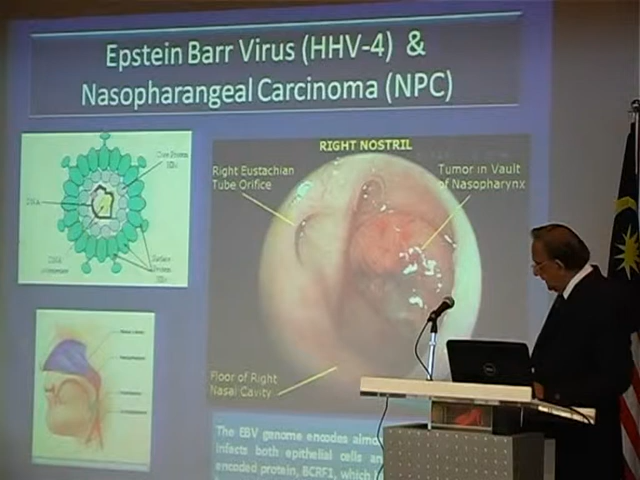 Epstein Barr Virus (HHV-4) &
Nasopharangeal Carcinoma (NPC)
RIGHT NOSTRIL
Right Eustachian
Tube Orifice
Tumor in Vault
of Nasopharynx
Floor of Right
Nasal Cavity
The EBV genome encodes almo
infects both epithelial cells an
encoded protein, BCRF1, which
DELL